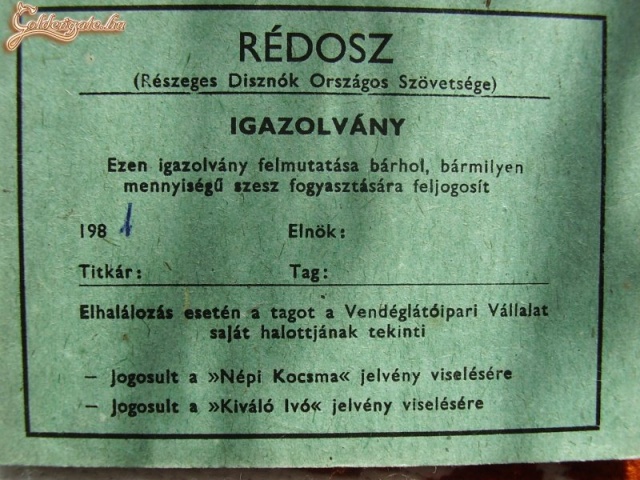 Goldengate.hu
RÉDOSZ
(Részeges Disznók Országos Szövetsége)
IGAZOLVÁNY
Ezen igazolvány felmutatása bárhol, bármilyen
mennyiségű szesz fogyasztására feljogosít
198 1 Elnök:
Titkár: Tag:
Elhalálozás esetén a tagot a Vendéglátóipari Vállalat
saját halottjának tekinti
— Jogosult a »Népi Kocsma« jelvény viselésére
— Jogosult a »Kiváló Ivó« jelvény viselésére